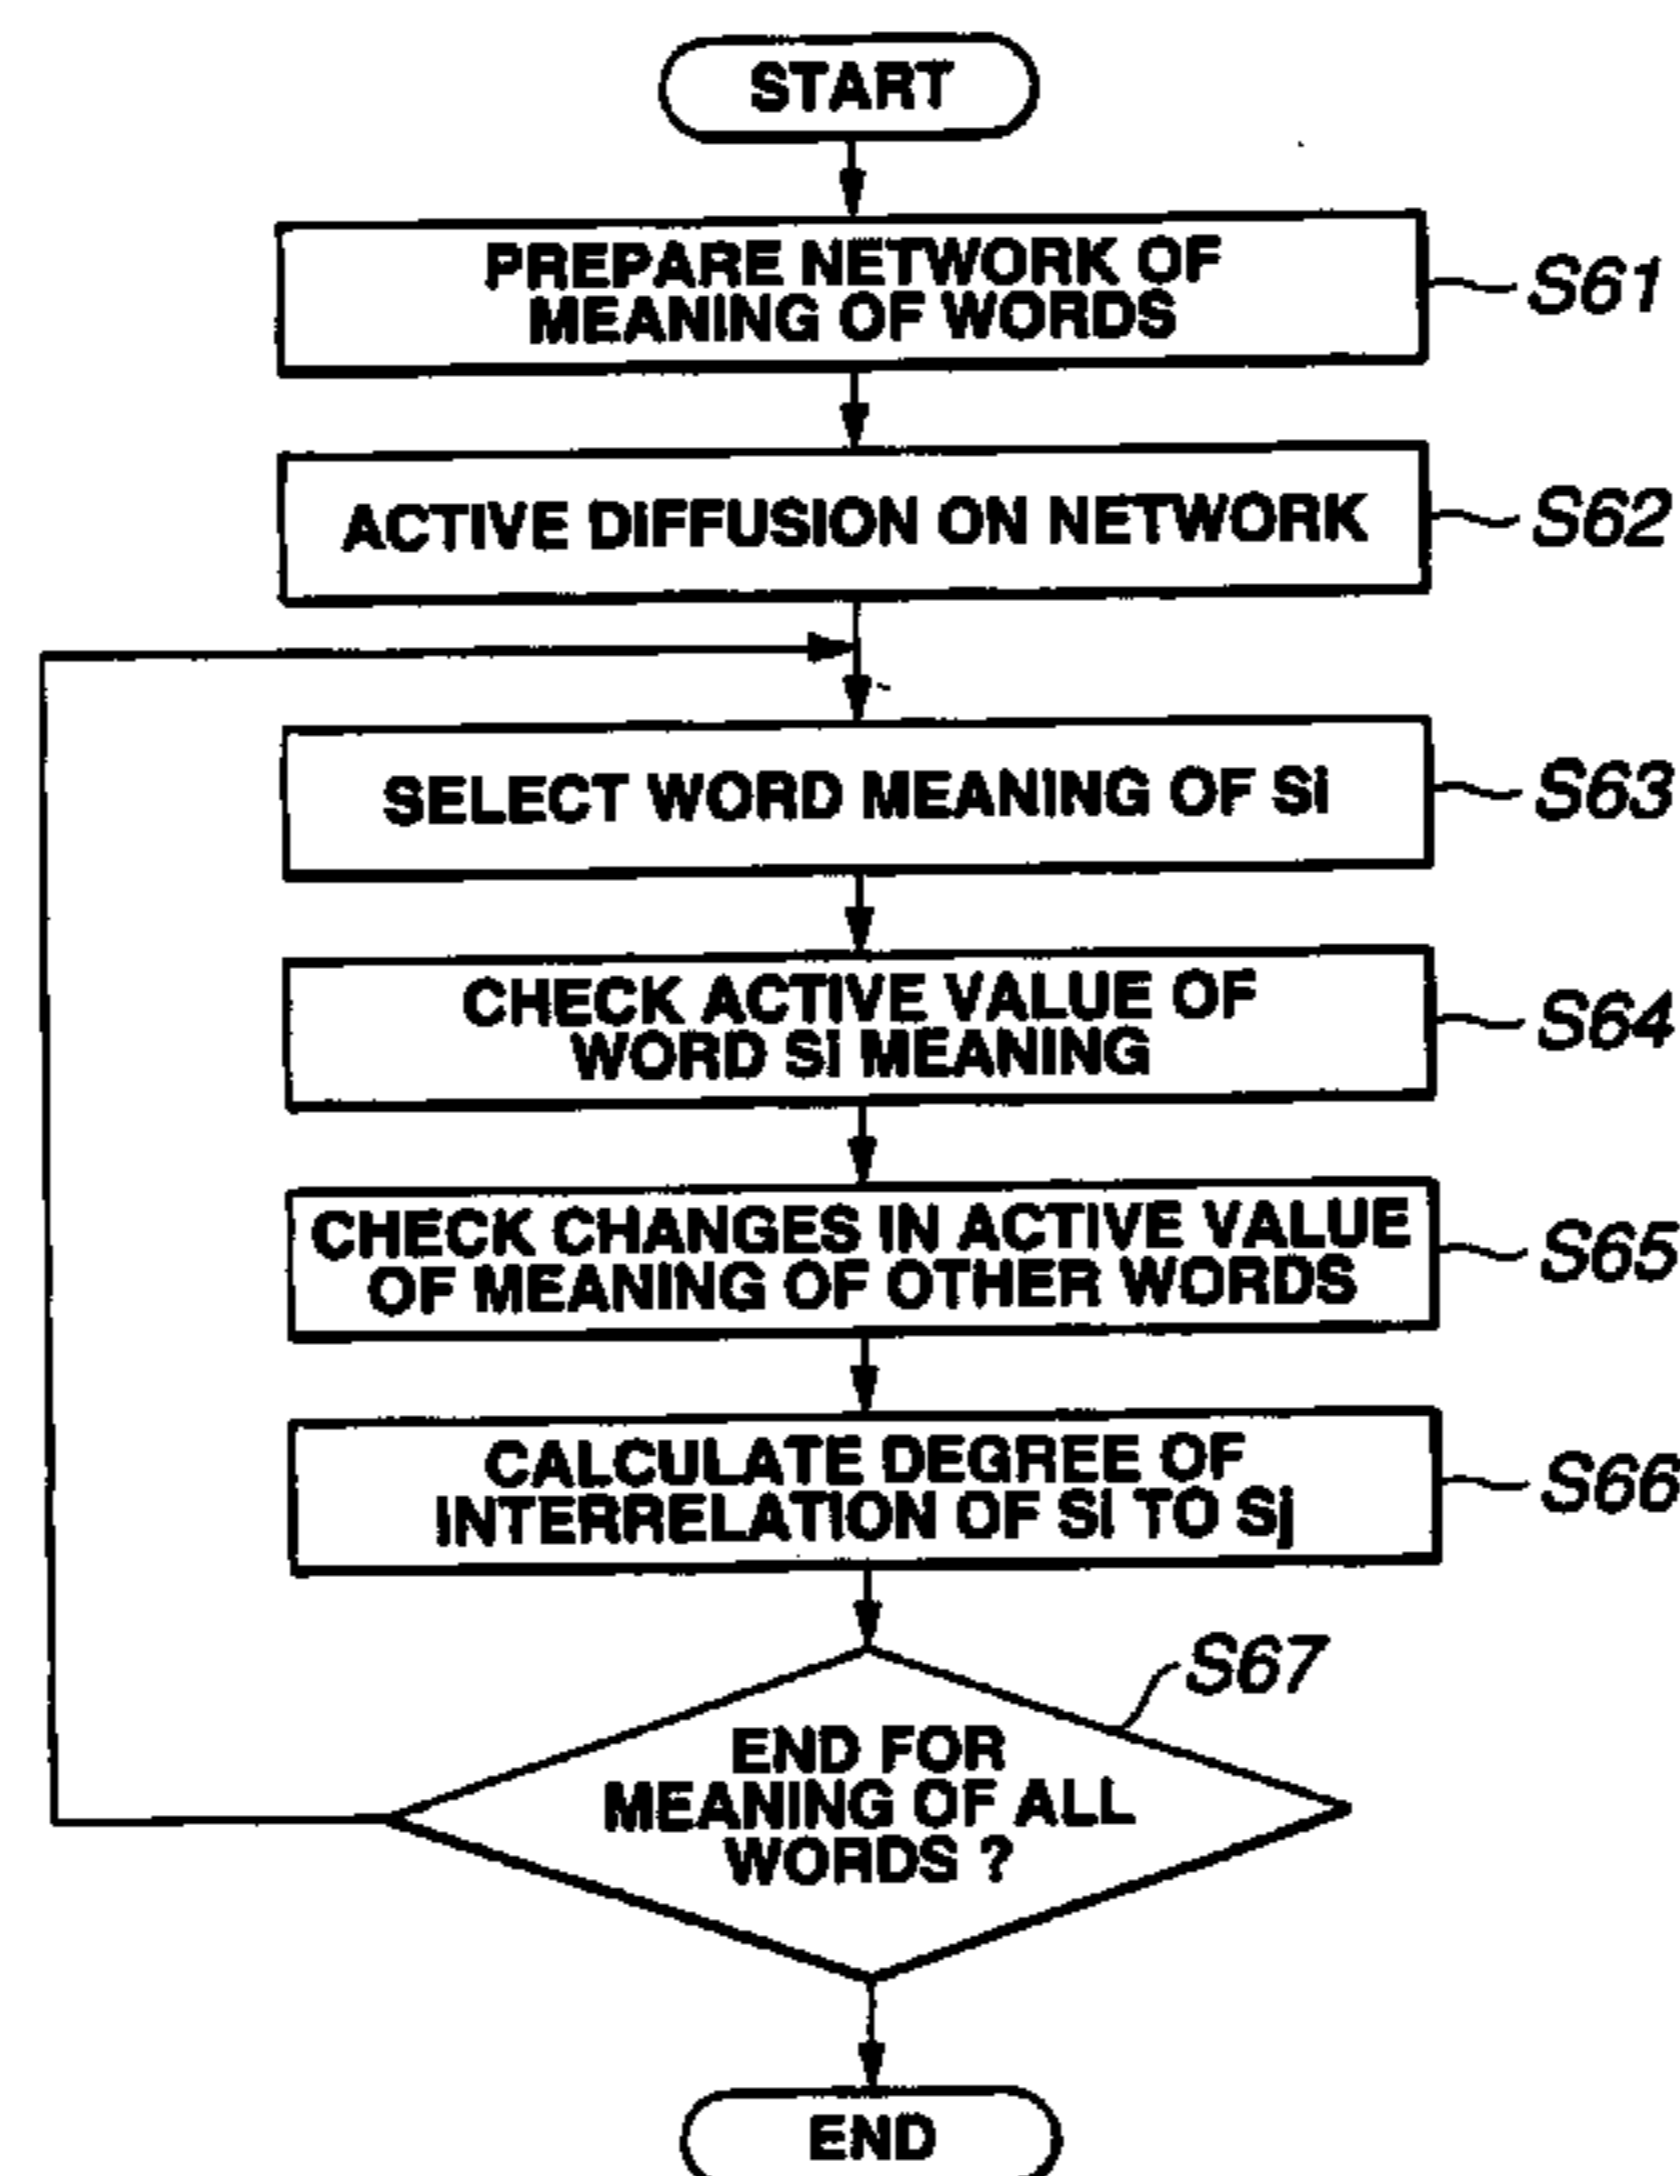 START
PREPARE NETWORK OF
MEANING OF WORDS
S61
ACTIVE DIFFUSION ON NETWORK
S62
SELECT WORD MEANING OF Si
S63
CHECK ACTIVE VALUE OF
WORD Si MEANING
S64
CHECK CHANGES IN ACTIVE VALUE
OF MEANING OF OTHER WORDS
S65
CALCULATE DEGREE OF
INTERRELATION OF Si TO Sj
S66
S67
END FOR
MEANING OF ALL
WORDS ?
END